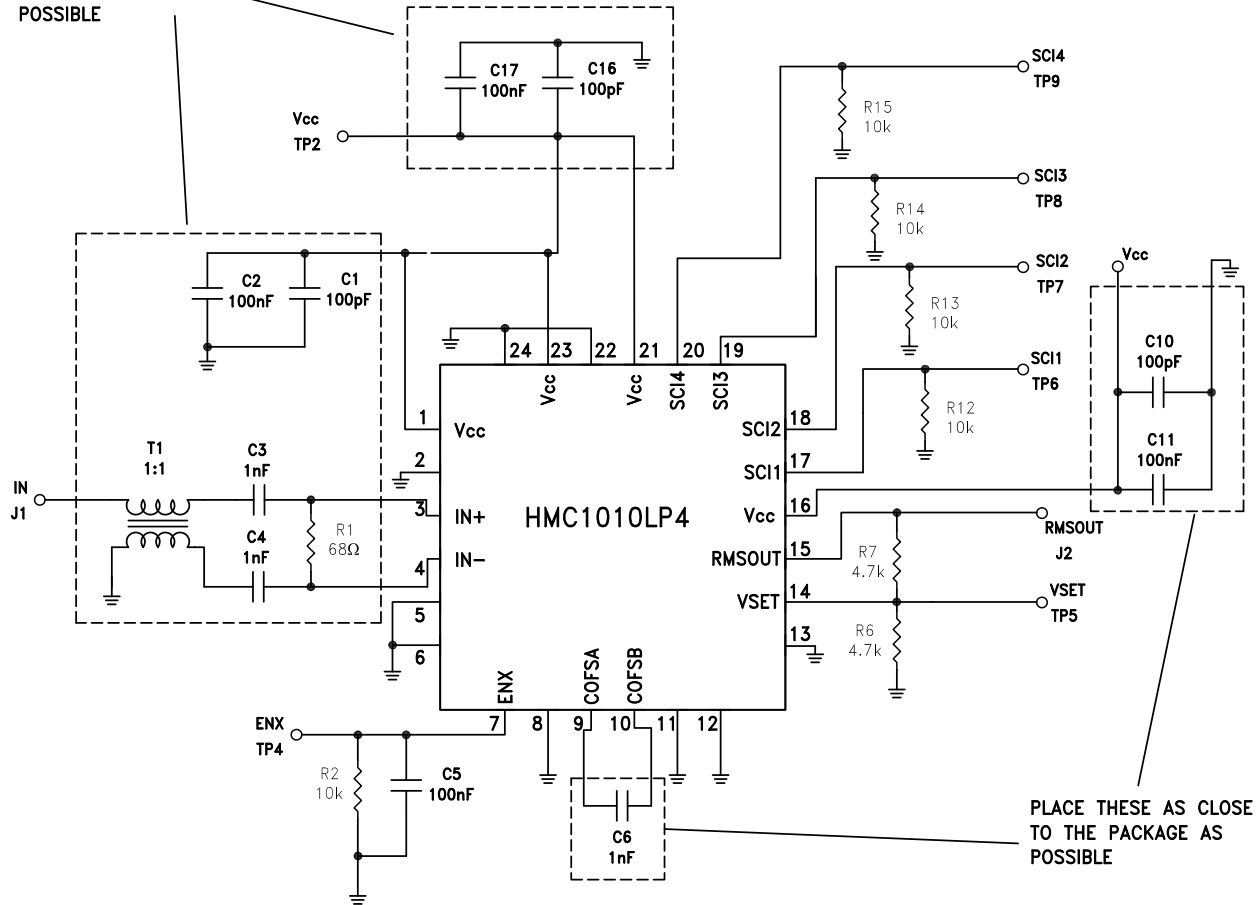 POSSIBLE
C17
100nF
C16
100pF
Vcc
TP2
SCI4
TP9
R15
10k
SCI3
TP8
R14
10k
SCI2
TP7
R13
10k
SCI1
TP6
R12
10k
Vcc
C10
100pF
C11
100nF
C2
100nF
C1
100pF
24
23
22
21
20
19
Vcc
Vcc
SCI4
SCI3
1
Vcc
2
3
IN+
4
IN-
5
6
HMC1010LP4
SCI2
18
SCI1
17
Vcc
16
RMSOUT
15
VSET
14
13
T1
1:1
C3
1nF
C4
1nF
R1
68Ω
IN
J1
RMSOUT
J2
R7
4.7k
VSET
TP5
R6
4.7k
ENX
COFSA
COFSB
7
8
9
10
11
12
ENX
TP4
R2
10k
C5
100nF
C6
1nF
PLACE THESE AS CLOSE
TO THE PACKAGE AS
POSSIBLE